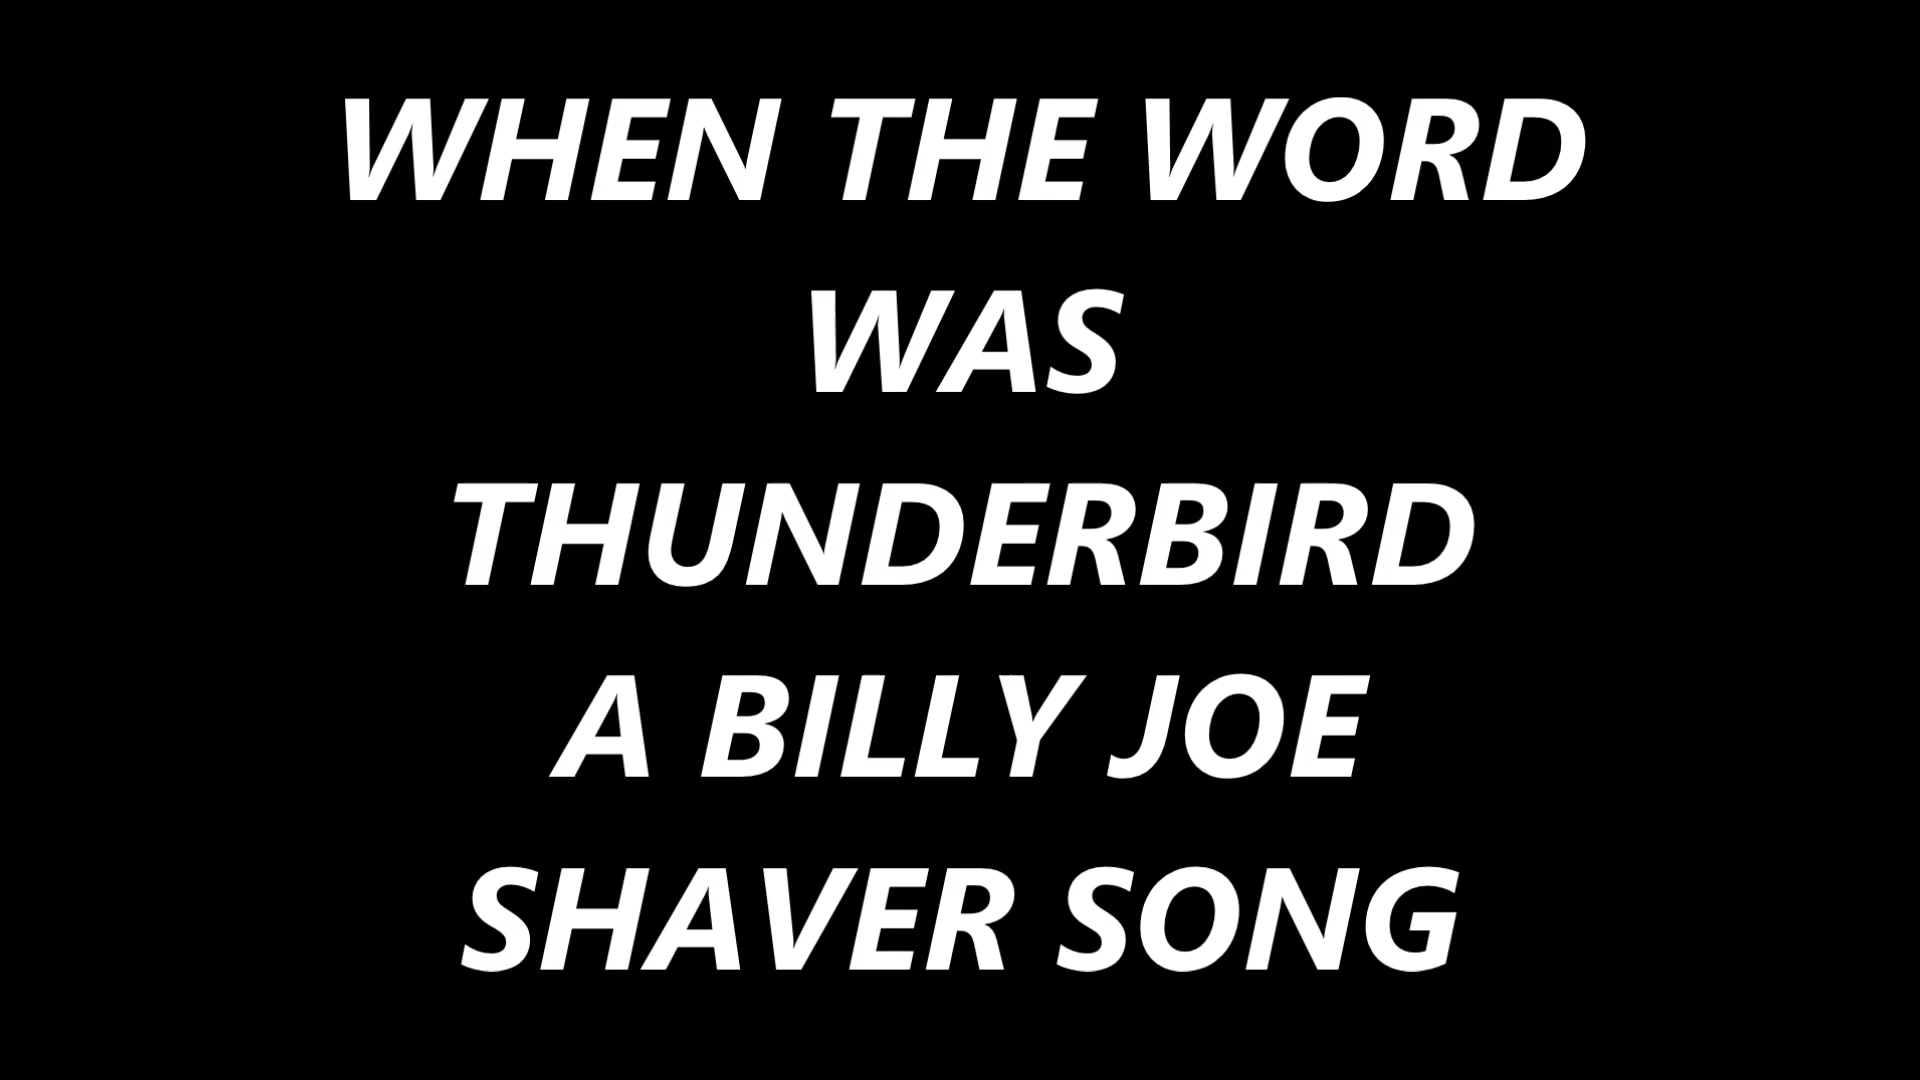 WHEN THE WORD
WAS
THUNDERBIRD
A BILLY JOE
SHAVER SONG